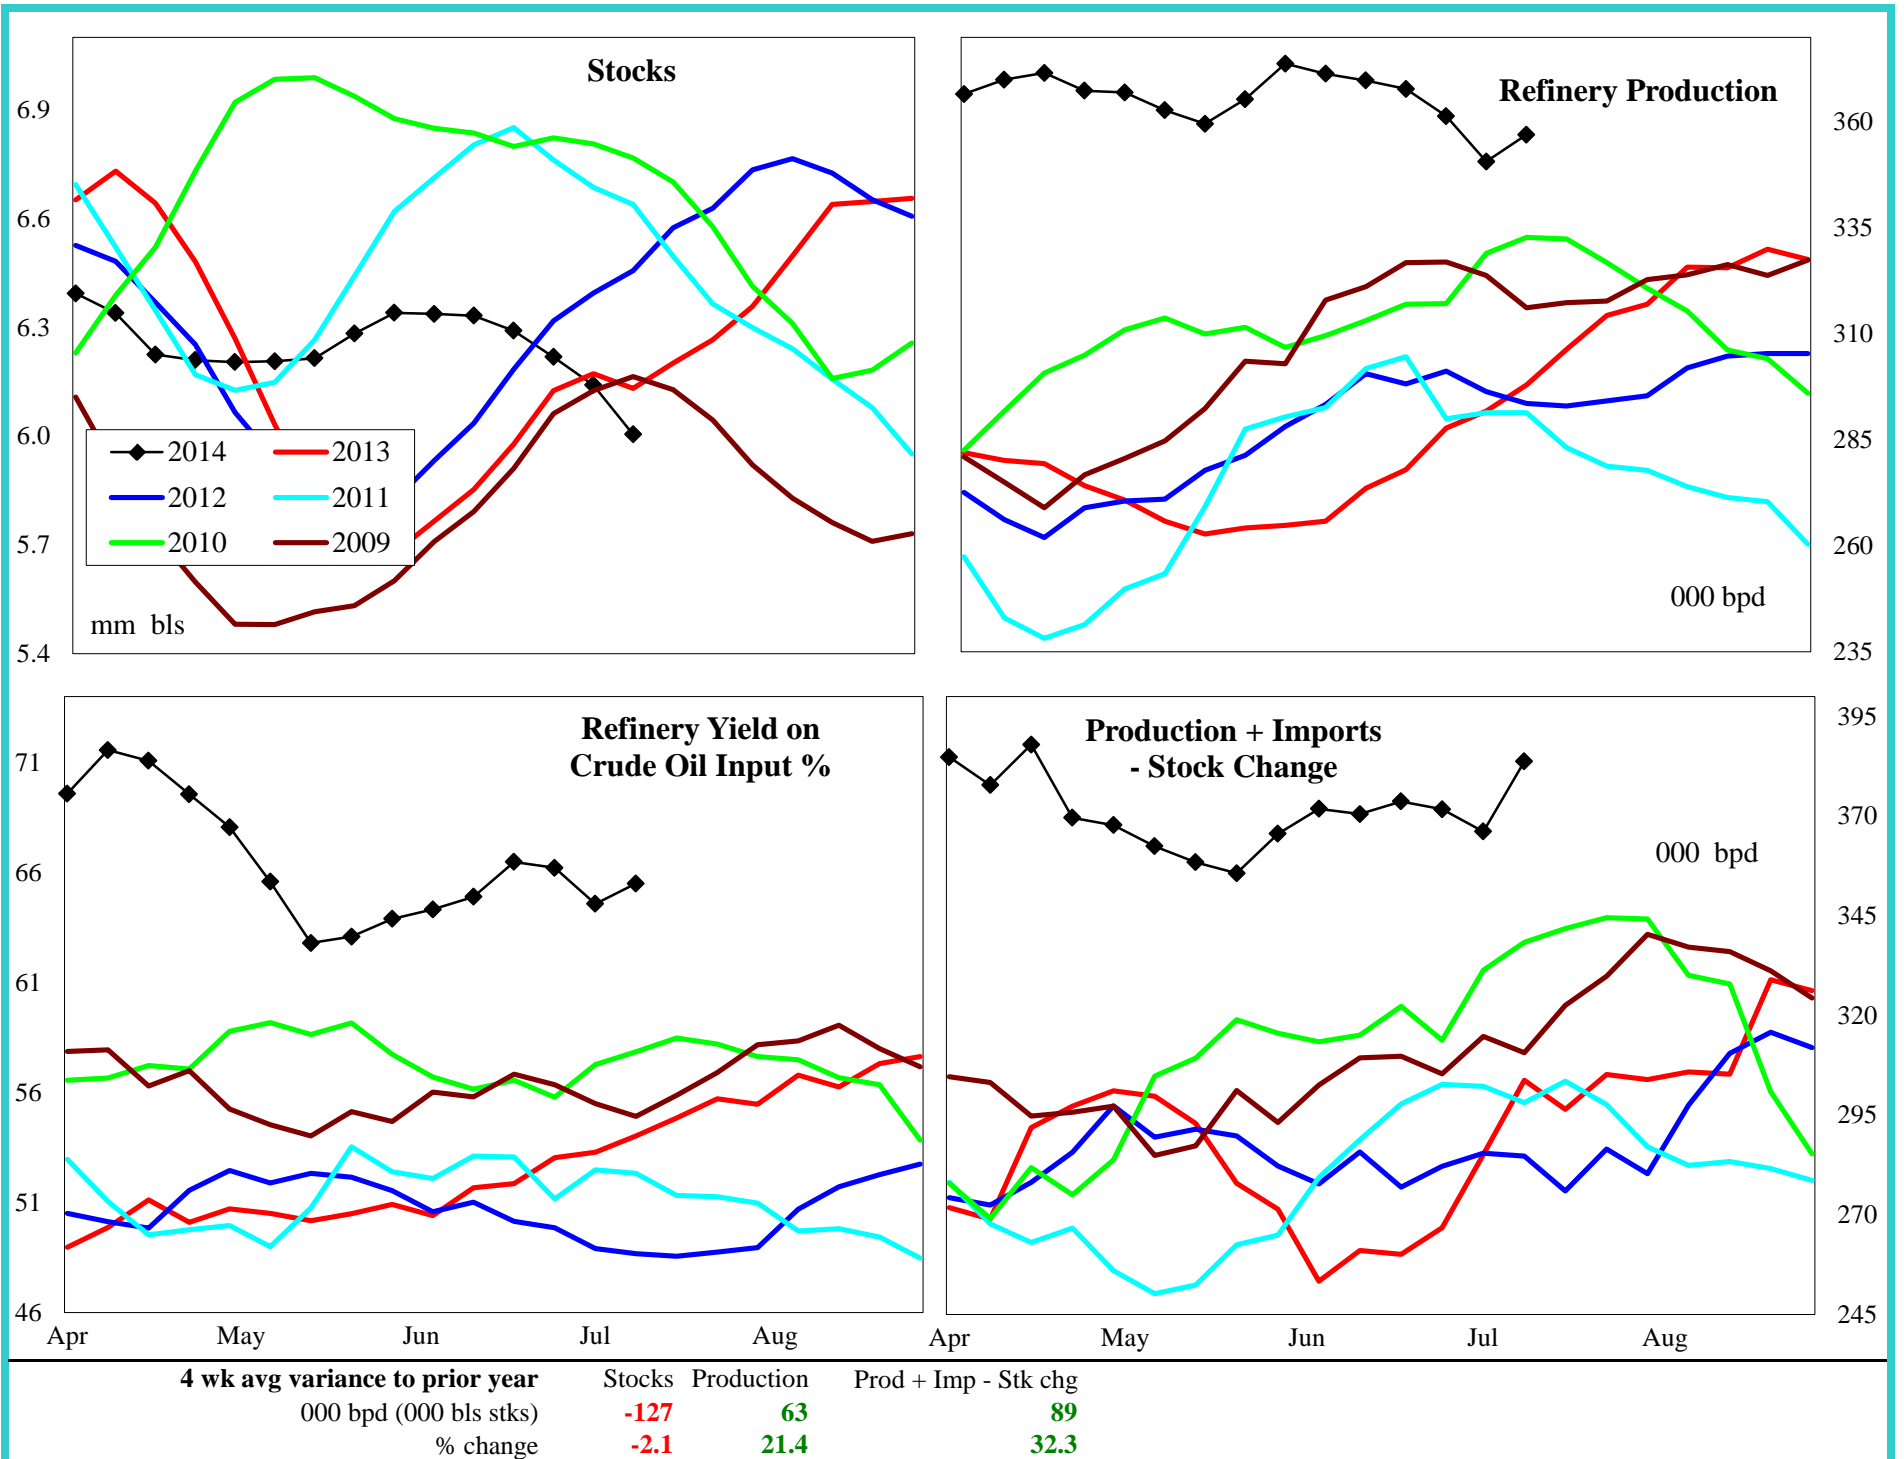 Stocks
6.9
6.6
6.3
6.0
5.7
5.4
2014 2013
2012 2011
2010 2009
mm bls
Refinery Production
360
335
310
285
260
235
000 bpd
Refinery Yield on
Crude Oil Input %
71
66
61
56
51
46
Apr May Jun Jul Aug
Production + Imports
- Stock Change
000 bpd
395
370
345
320
295
270
245
Apr May Jun Jul Aug
4 wk avg variance to prior year Stocks Production Prod + Imp - Stk chg
000 bpd (000 bls stks) -127 63 89
% change -2.1 21.4 32.3